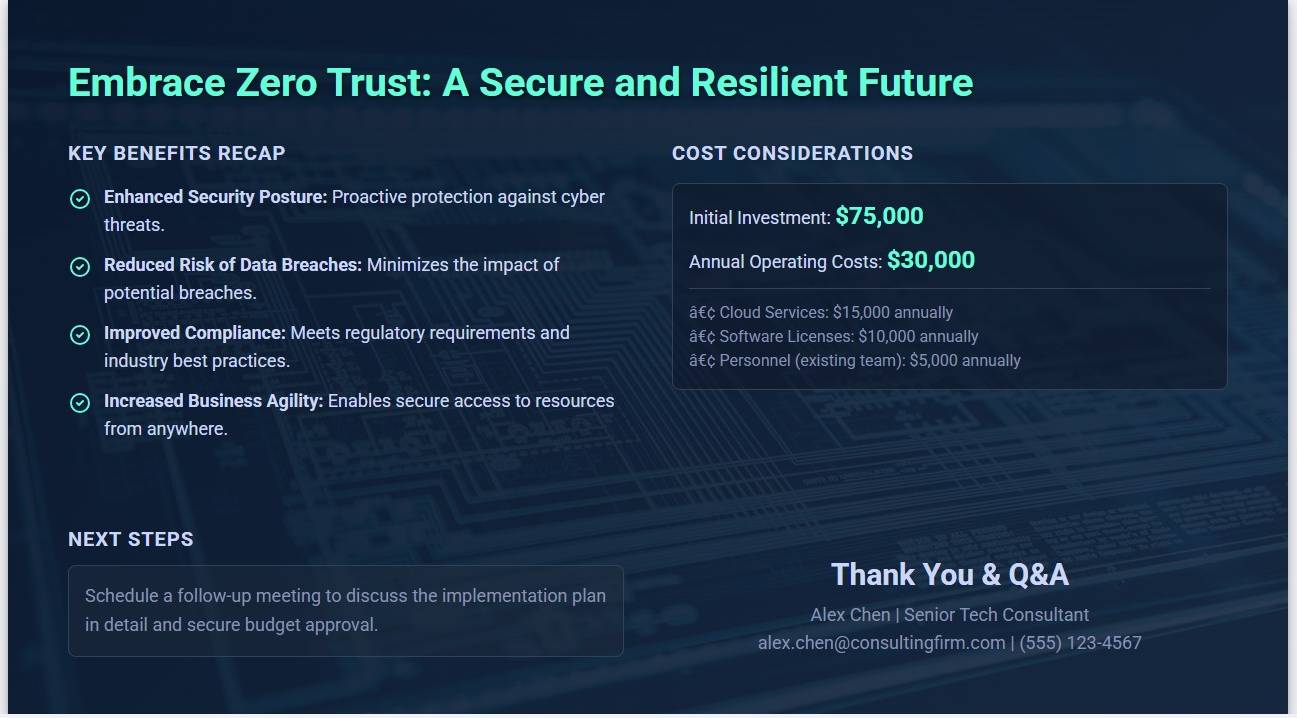 Embrace Zero Trust: A Secure and Resilient Future
KEY BENEFITS RECAP
Enhanced Security Posture: Proactive protection against cyber
threats.
Reduced Risk of Data Breaches: Minimizes the impact of
potential breaches.
Improved Compliance: Meets regulatory requirements and
industry best practices.
Increased Business Agility: Enables secure access to resources
from anywhere.
COST CONSIDERATIONS
Initial Investment: $75,000
Annual Operating Costs: $30,000
• Cloud Services: $15,000 annually
• Software Licenses: $10,000 annually
• Personnel (existing team): $5,000 annually
NEXT STEPS
Schedule a follow-up meeting to discuss the implementation plan
in detail and secure budget approval.
Thank You & Q&A
Alex Chen | Senior Tech Consultant
alex.chen@consultingfirm.com | (555) 123-4567